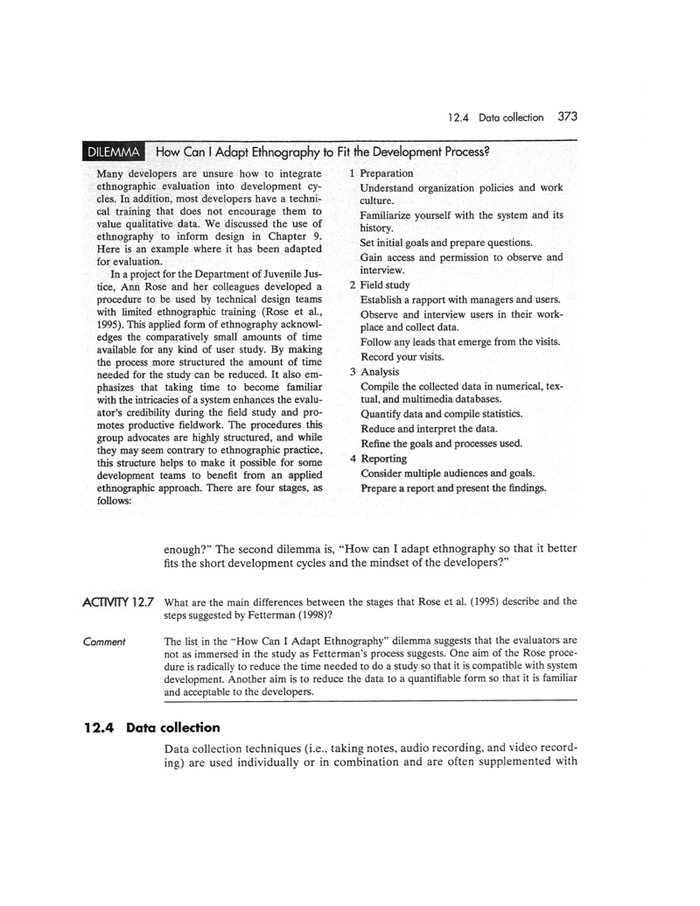 12.4 Data collection 373
DILEMMA How Can I Adapt Ethnography to Fit the Development Process?
Many developers are unsure how to integrate
ethnographic evaluation into development cy-
cles. In addition, most developers have a techni-
cal training that does not encourage them to
value qualitative data. We discussed the use of
ethnography to inform design in Chapter 9.
Here is an example where it has been adapted
for evaluation.
In a project for the Department of Juvenile Jus-
tice, Ann Rose and her colleagues developed a
procedure to be used by technical design teams
with limited ethnographic training (Rose et al.,
1995). This applied form of ethnography acknowl-
edges the comparatively small amounts of time
available for any kind of user study. By making
the process more structured the amount of time
needed for the study can be reduced. It also em-
phasizes that taking time to become familiar
with the intricacies of a system enhances the evalu-
ator's credibility during the field study and pro-
motes productive fieldwork. The procedures this
group advocates are highly structured, and while
they may seem contrary to ethnographic practice,
this structure helps to make it possible for some
development teams to benefit from an applied
ethnographic approach. There are four stages, as
follows:
1 Preparation
Understand organization policies and work
culture.
Familiarize yourself with the system and its
history.
Set initial goals and prepare questions.
Gain access and permission to observe and
interview.
2 Field study
Establish a rapport with managers and users.
Observe and interview users in their work-
place and collect data.
Follow any leads that emerge from the visits.
Record your visits.
3 Analysis
Compile the collected data in numerical, tex-
tual, and multimedia databases.
Quantify data and compile statistics.
Reduce and interpret the data.
Refine the goals and processes used.
4 Reporting
Consider multiple audiences and goals.
Prepare a report and present the findings.
enough?" The second dilemma is, "How can I adapt ethnography so that it better
fits the short development cycles and the mindset of the developers?"
ACTIVITY 12.7 What are the main differences between the stages that Rose et al. (1995) describe and the
steps suggested by Fetterman (1998)?
Comment The list in the "How Can I Adapt Ethnography" dilemma suggests that the evaluators are
not as immersed in the study as Fetterman's process suggests. One aim of the Rose proce-
dure is radically to reduce the time needed to do a study so that it is compatible with system
development. Another aim is to reduce the data to a quantifiable form so that it is familiar
and acceptable to the developers.
12.4 Data collection
Data collection techniques (i.e., taking notes, audio recording, and video record-
ing) are used individually or in combination and are often supplemented with